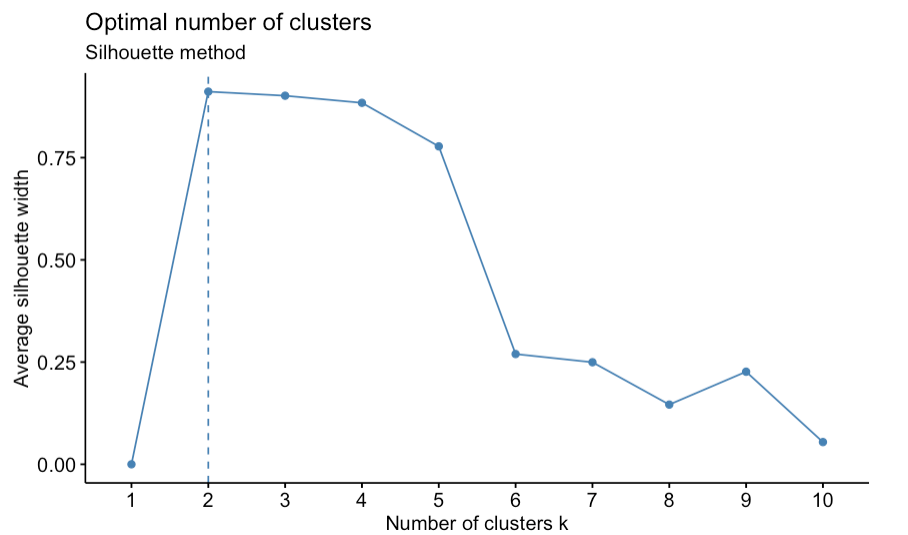 Optimal number of clusters
Silhouette method
Average silhouette width
0.75
0.50
0.25
0.00
1 2 3 4 5 6 7 8 9 10
Number of clusters k